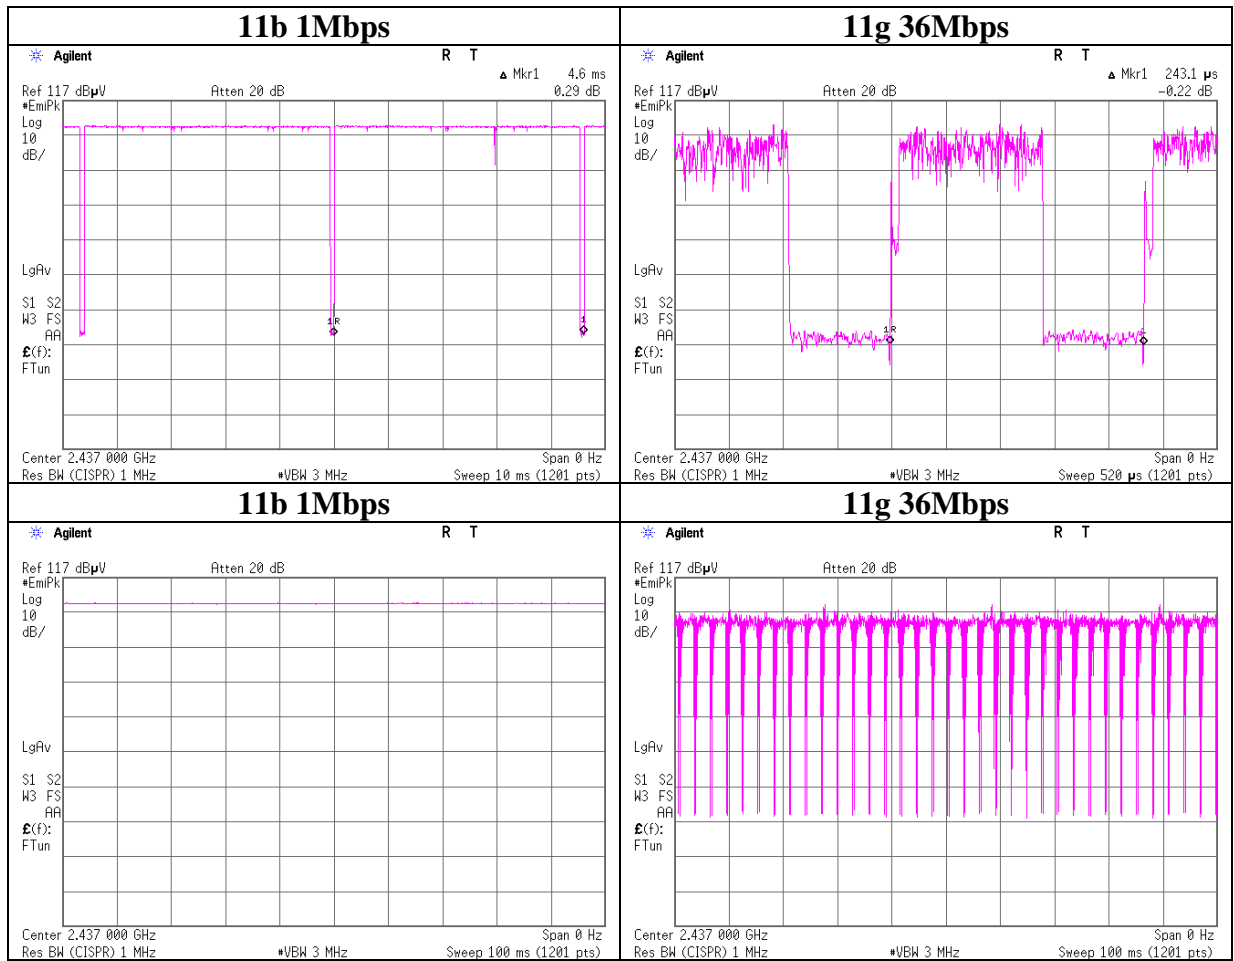 11b 1Mbps
11g 36Mbps
Agilent
R T
Δ Mkr1 4.6 ms
Ref 117 dBµV
Atten 20 dB
0.29 dB
#EmiPk
Log
10
dB/
LgAv
S1 S2
W3 FS
AA
£(f):
FTun
1R
1
Center 2.437 000 GHz
Span 0 Hz
Res BW (CISPR) 1 MHz
#VBW 3 MHz
Sweep 10 ms (1201 pts)
Agilent
R T
Δ Mkr1 243.1 µs
Ref 117 dBµV
Atten 20 dB
-0.22 dB
#EmiPk
Log
10
dB/
LgAv
S1 S2
W3 FS
AA
£(f):
FTun
1R
Center 2.437 000 GHz
Span 0 Hz
Res BW (CISPR) 1 MHz
#VBW 3 MHz
Sweep 520 µs (1201 pts)
11b 1Mbps
11g 36Mbps
Agilent
R T
Ref 117 dBµV
Atten 20 dB
#EmiPk
Log
10
dB/
LgAv
S1 S2
W3 FS
AA
£(f):
FTun
Center 2.437 000 GHz
Span 0 Hz
Res BW (CISPR) 1 MHz
#VBW 3 MHz
Sweep 100 ms (1201 pts)
Agilent
R T
Ref 117 dBµV
Atten 20 dB
#EmiPk
Log
10
dB/
LgAv
S1 S2
W3 FS
AA
£(f):
FTun
Center 2.437 000 GHz
Span 0 Hz
Res BW (CISPR) 1 MHz
#VBW 3 MHz
Sweep 100 ms (1201 pts)